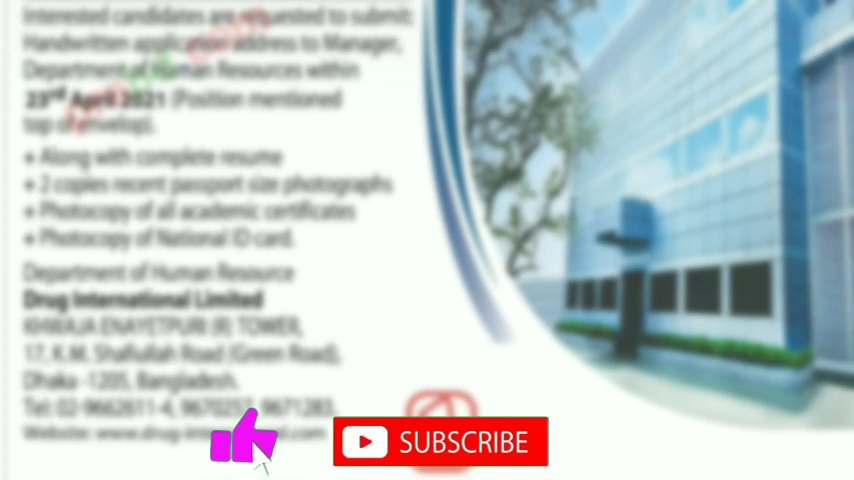 Interested candidates are requested to submit:
Handwritten application address to Manager,
Department of Human Resources within
23rd April 2021 (Position mentioned
top of envelop).
+ Along with complete resume
+ 2 copies recent passport size photographs
+ Photocopy of all academic certificates
+ Photocopy of National ID card.
Department of Human Resource
Drug International Limited
KHWAJA ENAYETPURI (R) TOWER,
17, K.M. Shafiullah Road (Green Road),
Dhaka -1205, Bangladesh.
Tel: 02-9662611-4, 9671283,
Website:
SUBSCRIBE